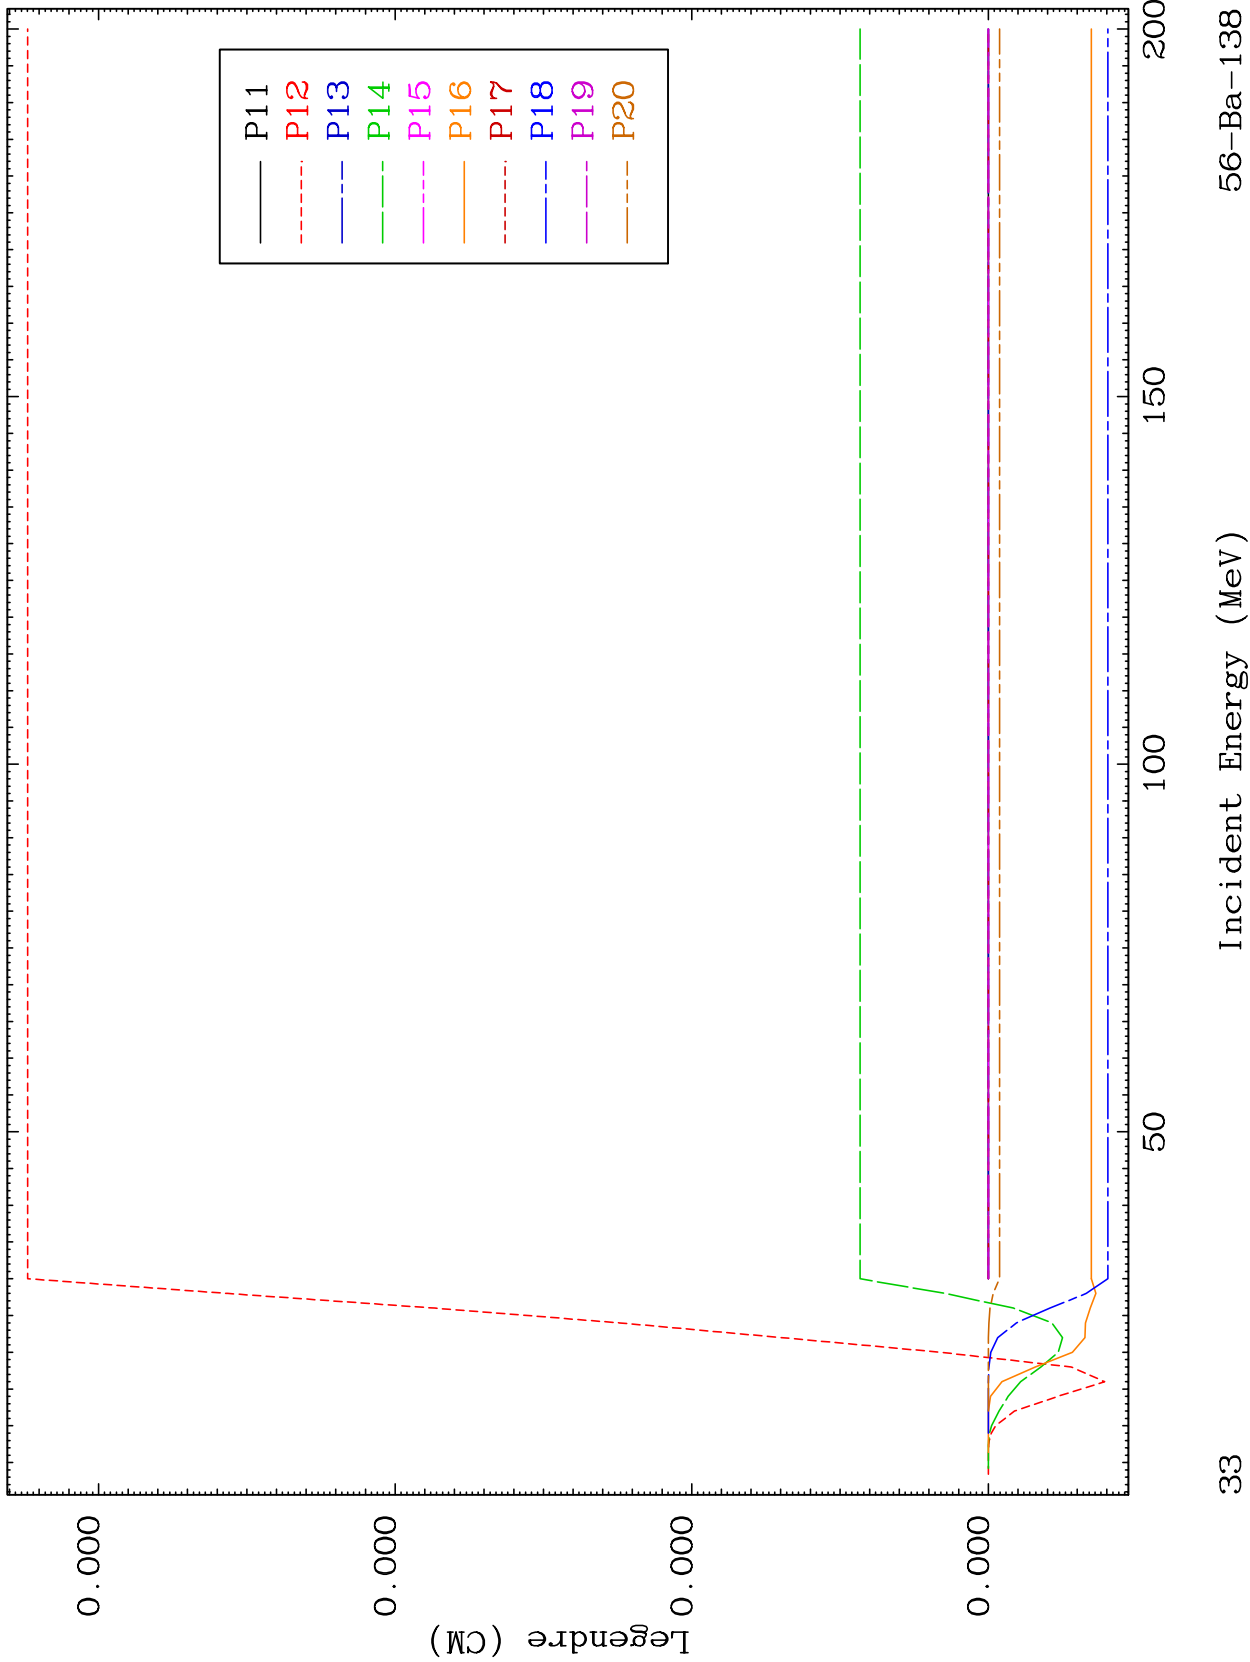 Legendre (CM)
0.000
0.000
0.000
0.000
P11
P12
P13
P14
P15
P16
P17
P18
P19
P20
50
100
150
200
33
Incident Energy (MeV)
56-Ba-138